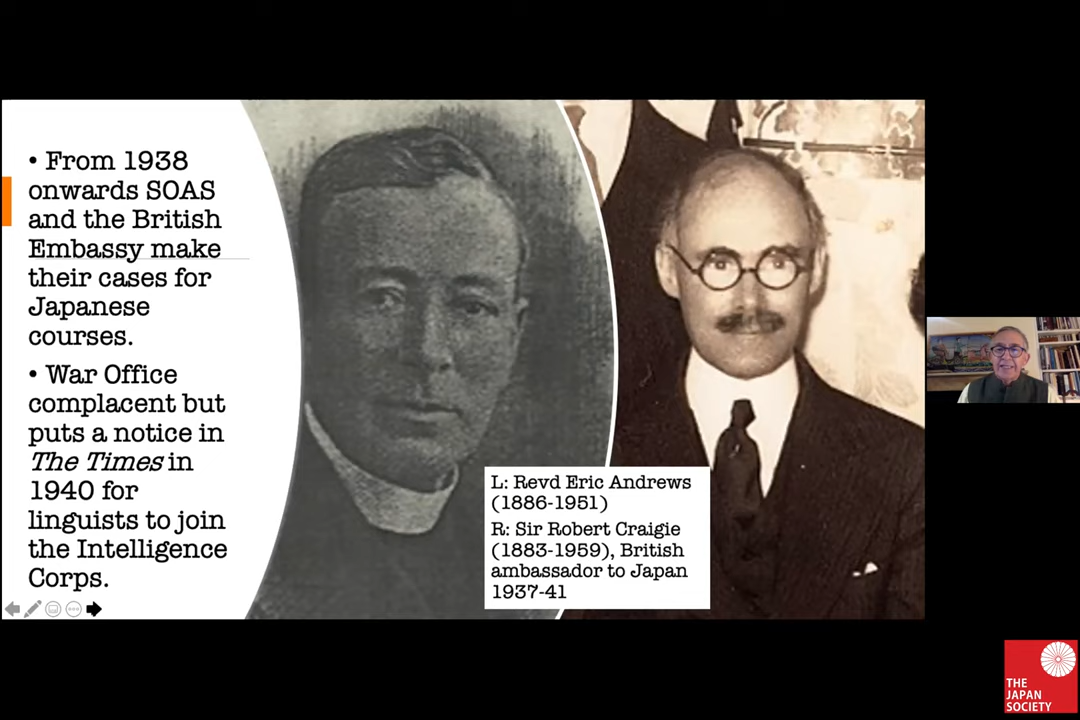 • From 1938
onwards SOAS
and the British
Embassy make
their cases for
Japanese
courses.
• War Office
complacent but
puts a notice in
The Times in
1940 for
linguists to join
the Intelligence
Corps.
L: Revd Eric Andrews
(1886-1951)
R: Sir Robert Craigie
(1883-1959), British
ambassador to Japan
1937-41
THE
JAPAN
SOCIETY